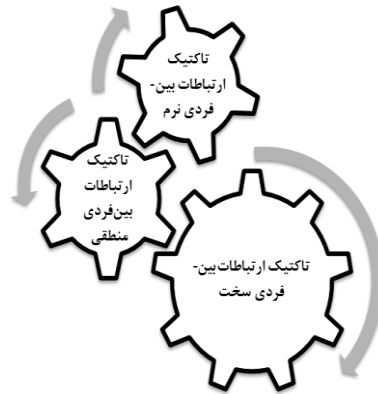 تاکتیک
ارتباطات بین-
فردی نرم
تاکتیک
ارتباطات
بین‌فردی
منطقی
تاکتیک ارتباطات‌بین-
فردی سخت